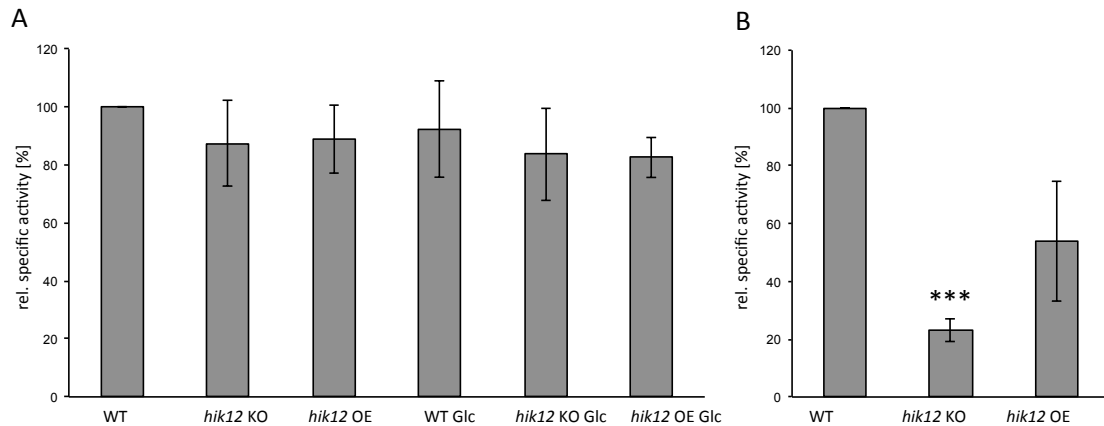 A
rel. specific activity [%]
120
100
80
60
40
20
0
WT
hik12 KO
hik12 OE
WT Glc
hik12 KO Glc
hik12 OE Glc
B
rel. specific activity [%]
120
100
80
60
40
20
0
***
WT
hik12 KO
hik12 OE